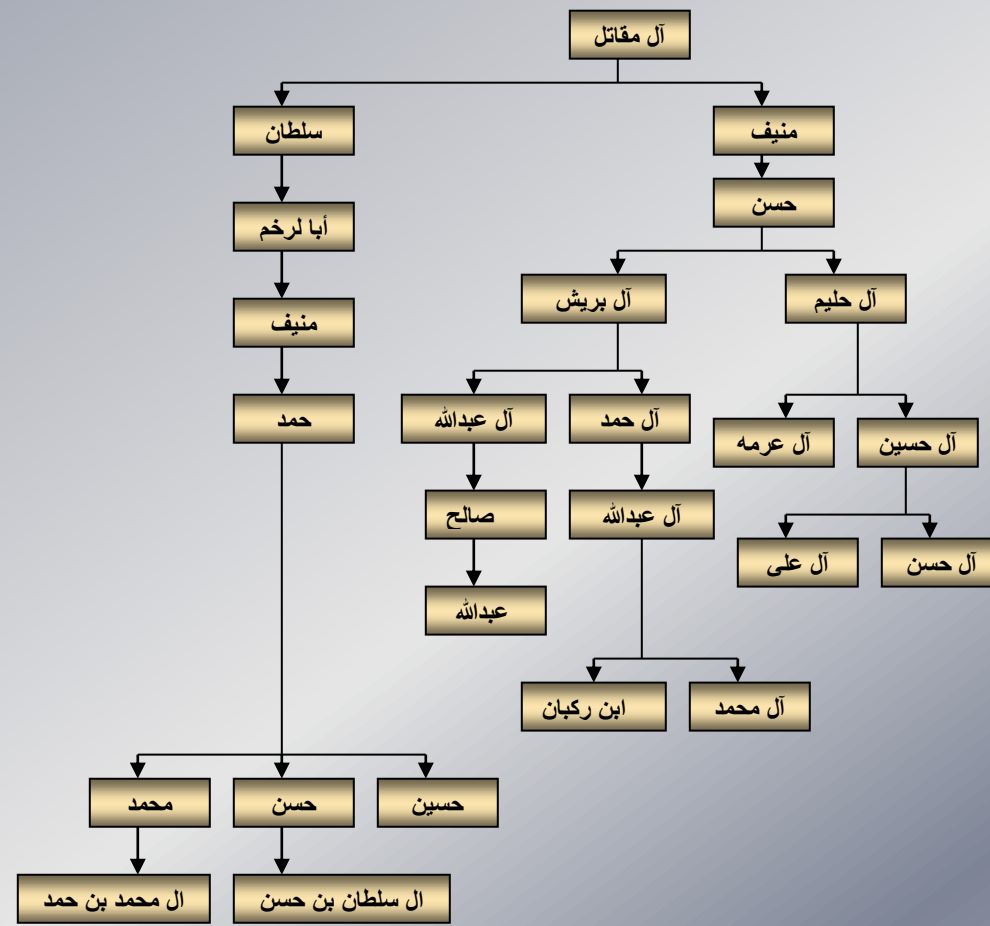 آل مقاتل
منيف
سلطان
حسن
أبا لرخم
آل حليم
آل بريش
منيف
آل حسين
آل عرمه
آل حمد
آل عبدالله
حمد
آل عبدالله
صالح
آل حسن
آل على
عبدالله
آل محمد
ابن ركبان
حسين
حسن
محمد
ال سلطان بن حسن
ال محمد بن حمد